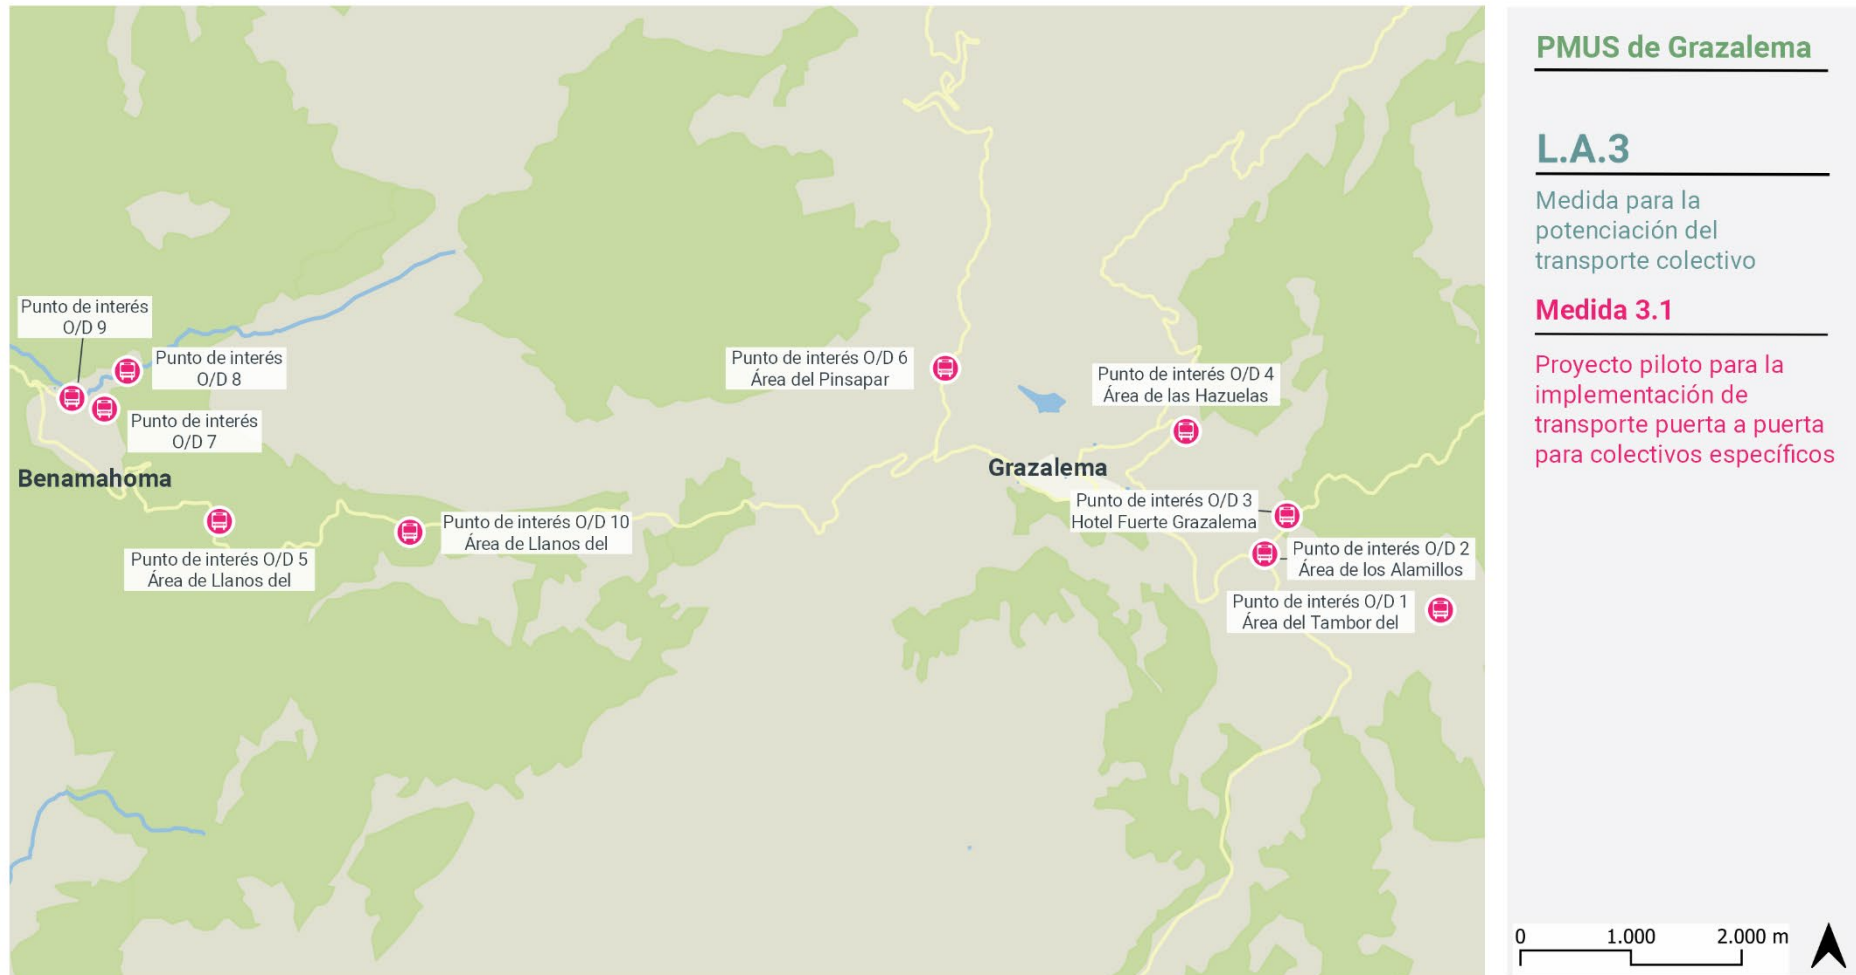 Punto de interés
O/D 9
Punto de interés
O/D 8
Punto de interés
O/D 7
Benamahoma
Punto de interés O/D 5
Área de Llanos del
Punto de interés O/D 10
Área de Llanos del
Punto de interés O/D 6
Área del Pinsapar
Punto de interés O/D 4
Área de las Hazuelas
Grazalema
Punto de interés O/D 3
Hotel Fuerte Grazalema
Punto de interés O/D 2
Área de los Alamillos
Punto de interés O/D 1
Área del Tambor del
PMUS de Grazalema
L.A.3
Medida para la
potenciación del
transporte colectivo
Medida 3.1
Proyecto piloto para la
implementación de
transporte puerta a puerta
para colectivos específicos
0 1.000 2.000 m